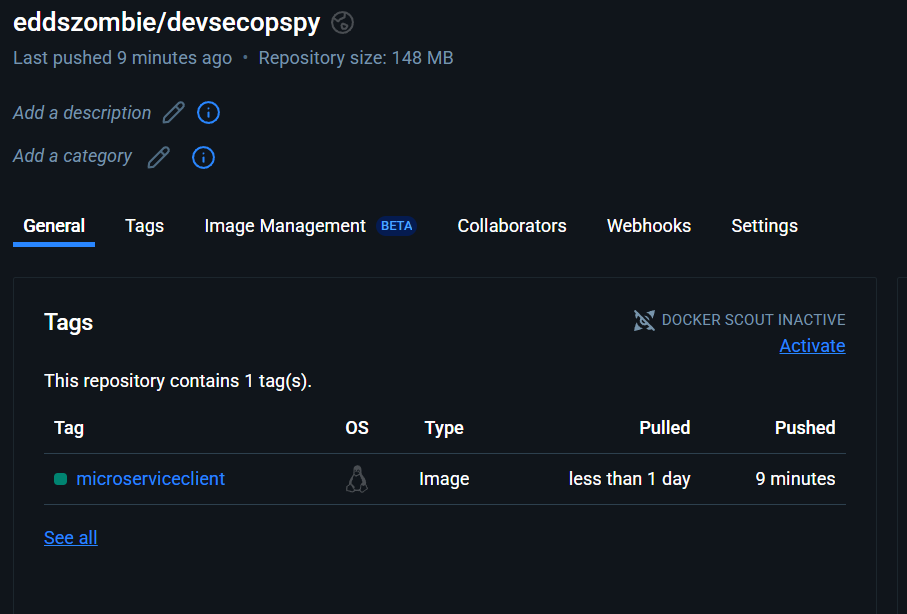 eddszombie/devsecopspy
Last pushed 9 minutes ago • Repository size: 148 MB
Add a description
Add a category
General Tags Image Management BETA Collaborators Webhooks Settings
Tags
DOCKER SCOUT INACTIVE
Activate
This repository contains 1 tag(s).
Tag OS Type Pulled Pushed
microserviceclient Image less than 1 day 9 minutes
See all